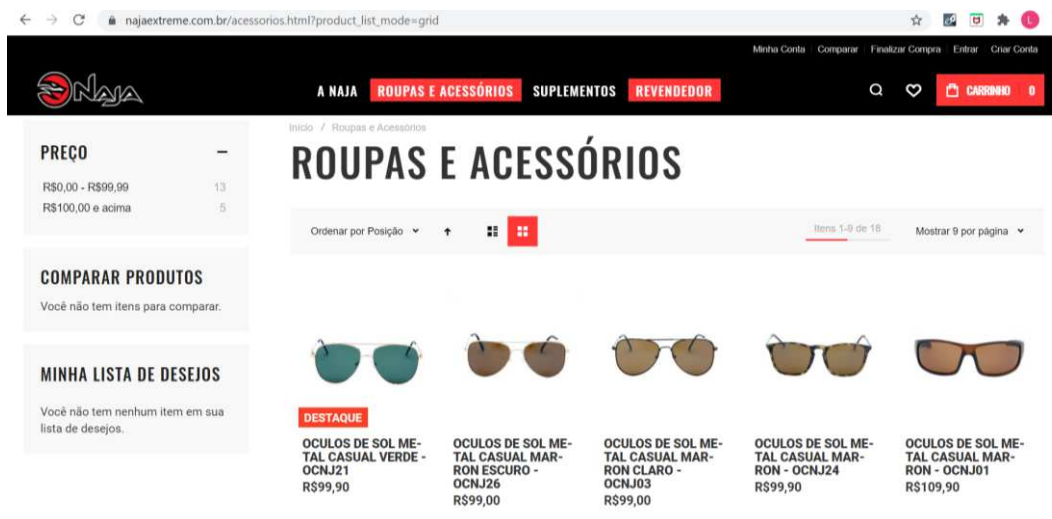 najaextreme.com.br/acessorios.html?product_list_mode=grid
L
Minha Conta Comparar Finalizar Compra Entrar Criar Conta
NAJA
A NAJA ROUPAS E ACESSÓRIOS SUPLEMENTOS REVENDEDOR
CARRINHO 0
Início / Roupas e Acessórios
ROUPAS E ACESSÓRIOS
PREÇO
R$0,00 - R$99,99 13
R$100,00 e acima 5
Ordenar por Posição
Itens 1-9 de 18
Mostrar 9 por página
COMPARAR PRODUTOS
Você não tem itens para comparar.
MINHA LISTA DE DESEJOS
Você não tem nenhum item em sua
lista de desejos.
DESTAQUE
OCULOS DE SOL ME-
TAL CASUAL VERDE -
OCNJ21
R$99,90
OCULOS DE SOL ME-
TAL CASUAL MAR-
RON ESCURO -
OCNJ26
R$99,00
OCULOS DE SOL ME-
TAL CASUAL MAR-
RON CLARO -
OCNJ03
R$99,00
OCULOS DE SOL ME-
TAL CASUAL MAR-
RON - OCNJ24
R$99,90
OCULOS DE SOL ME-
TAL CASUAL MAR-
RON - OCNJ01
R$109,90